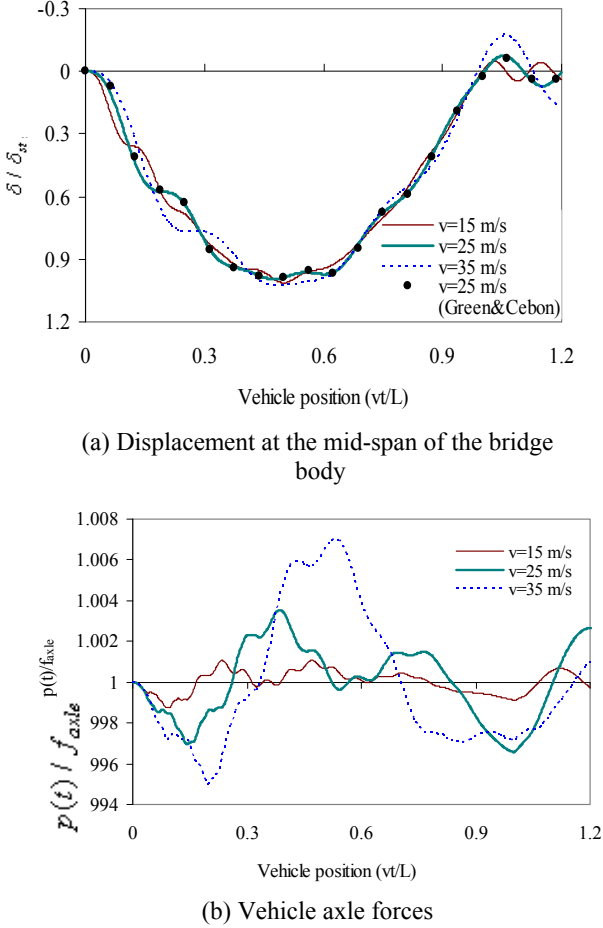 -0.3
0
0.3
0.6
0.9
1.2
δ / δst
v=15 m/s
v=25 m/s
v=35 m/s
v=25 m/s
(Green&Cebon)
0 0.3 0.6 0.9 1.2
Vehicle position (vt/L)
(a) Displacement at the mid-span of the bridge
body
1.008
1.006
1.004
1.002
1
998
996
994
p(t)/faxle
p(t) / faxle
v=15 m/s
v=25 m/s
v=35 m/s
0 0.3 0.6 0.9 1.2
Vehicle position (vt/L)
(b) Vehicle axle forces